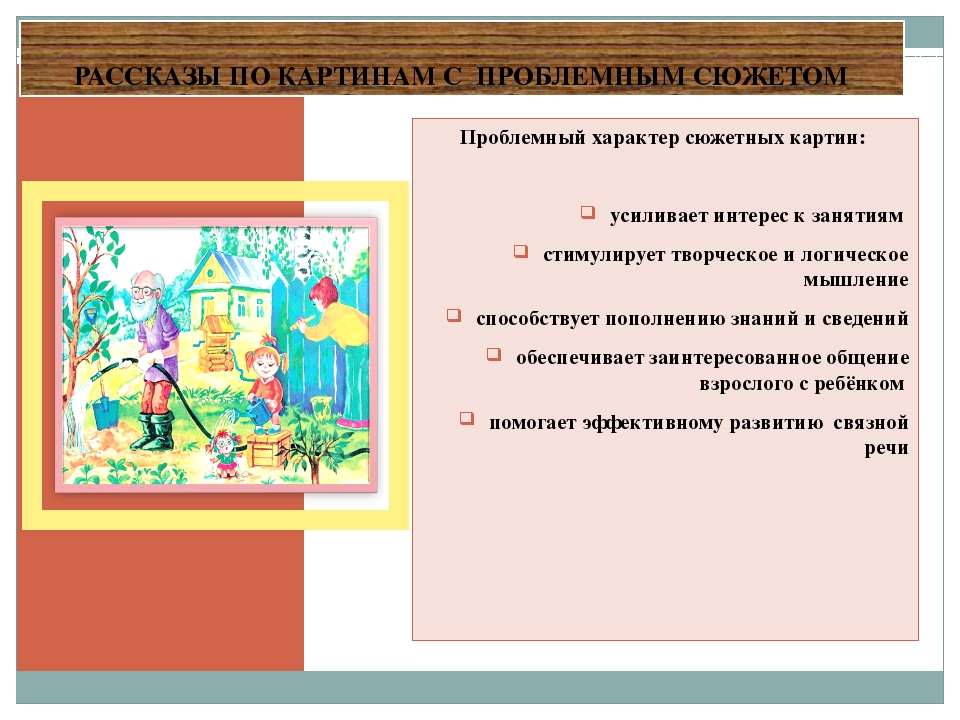 РАССКАЗЫ ПО КАРТИНАМ С ПРОБЛЕМНЫМ СЮЖЕТОМ
Проблемный характер сюжетных картин:
усиливает интерес к занятиям
стимулирует творческое и логическое
мышление
способствует пополнению знаний и сведений
обеспечивает заинтересованное общение
взрослого с ребёнком
помогает эффективному развитию связной
речи